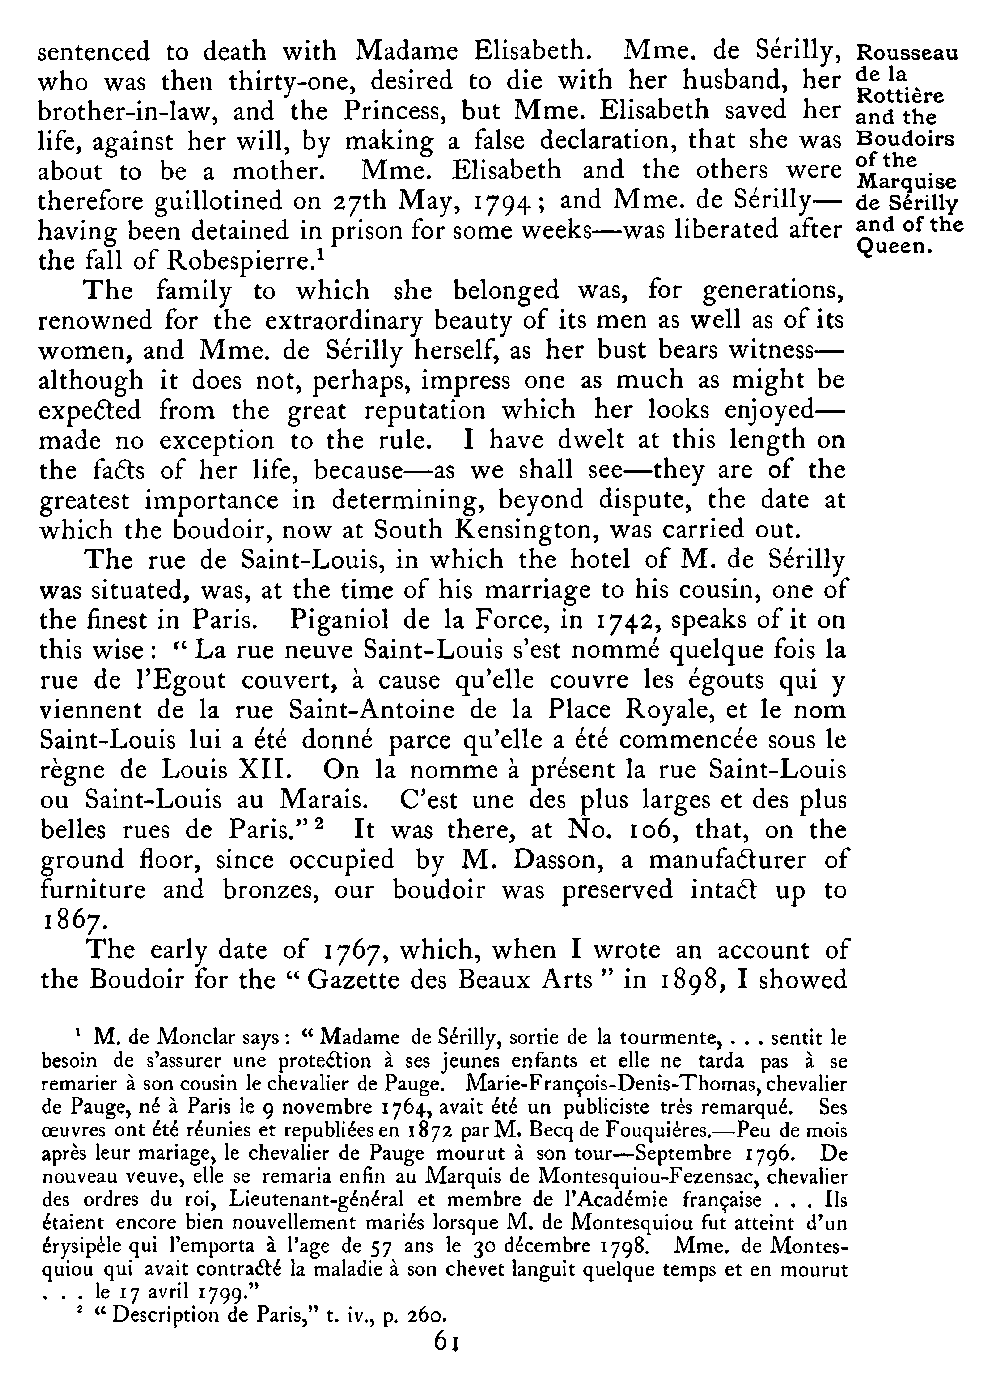 sentenced to death with Madame Elisabeth. Mme. de Sérilly,
who was then thirty-one, desired to die with her husband, her
brother-in-law, and the Princess, but Mme. Elisabeth saved her
life, against her will, by making a false declaration, that she was
about to be a mother. Mme. Elisabeth and the others were
therefore guillotined on 27th May, 1794; and Mme. de Sérilly—
having been detained in prison for some weeks—was liberated after
the fall of Robespierre.¹
Rousseau
de la
Rottière
and the
Boudoirs
of the
Marquise
de Sérilly
and of the
Queen.
The family to which she belonged was, for generations,
renowned for the extraordinary beauty of its men as well as of its
women, and Mme. de Sérilly herself, as her bust bears witness—
although it does not, perhaps, impress one as much as might be
expected from the great reputation which her looks enjoyed—
made no exception to the rule. I have dwelt at this length on
the facts of her life, because—as we shall see—they are of the
greatest importance in determining, beyond dispute, the date at
which the boudoir, now at South Kensington, was carried out.
The rue de Saint-Louis, in which the hotel of M. de Sérilly
was situated, was, at the time of his marriage to his cousin, one of
the finest in Paris. Piganiol de la Force, in 1742, speaks of it on
this wise: “La rue neuve Saint-Louis s'est nommé quelque fois la
rue de l'Egout couvert, à cause qu'elle couvre les égouts qui y
viennent de la rue Saint-Antoine de la Place Royale, et le nom
Saint-Louis lui a été donné parce qu'elle a été commencée sous le
règne de Louis XII. On la nomme à présent la rue Saint-Louis
ou Saint-Louis au Marais. C'est une des plus larges et des plus
belles rues de Paris.”² It was there, at No. 106, that, on the
ground floor, since occupied by M. Dasson, a manufacturer of
furniture and bronzes, our boudoir was preserved intact up to
1867.
The early date of 1767, which, when I wrote an account of
the Boudoir for the “Gazette des Beaux Arts” in 1898, I showed
¹ M. de Monclar says: “Madame de Sérilly, sortie de la tourmente, . . . sentit le
besoin de s'assurer une protection à ses jeunes enfants et elle ne tarda pas à se
remarier à son cousin le chevalier de Pauge. Marie-François-Denis-Thomas, chevalier
de Pauge, né à Paris le 9 novembre 1764, avait été un publiciste très remarqué. Ses
œuvres ont été réunies et republiées en 1872 par M. Becq de Fouquiéres.—Peu de mois
après leur mariage, le chevalier de Pauge mourut à son tour—Septembre 1796. De
nouveau veuve, elle se remaria enfin au Marquis de Montesquiou-Fezensac, chevalier
des ordres du roi, Lieutenant-général et membre de l'Académie française . . . Ils
étaient encore bien nouvellement mariés lorsque M. de Montesquiou fut atteint d'un
érysipèle qui l'emporta à l'age de 57 ans le 30 décembre 1798. Mme. de Montes-
quiou qui avait contracté la maladie à son chevet languit quelque temps et en mourut
. . . le 17 avril 1799.”
² “Description de Paris,” t. iv., p. 260.
61